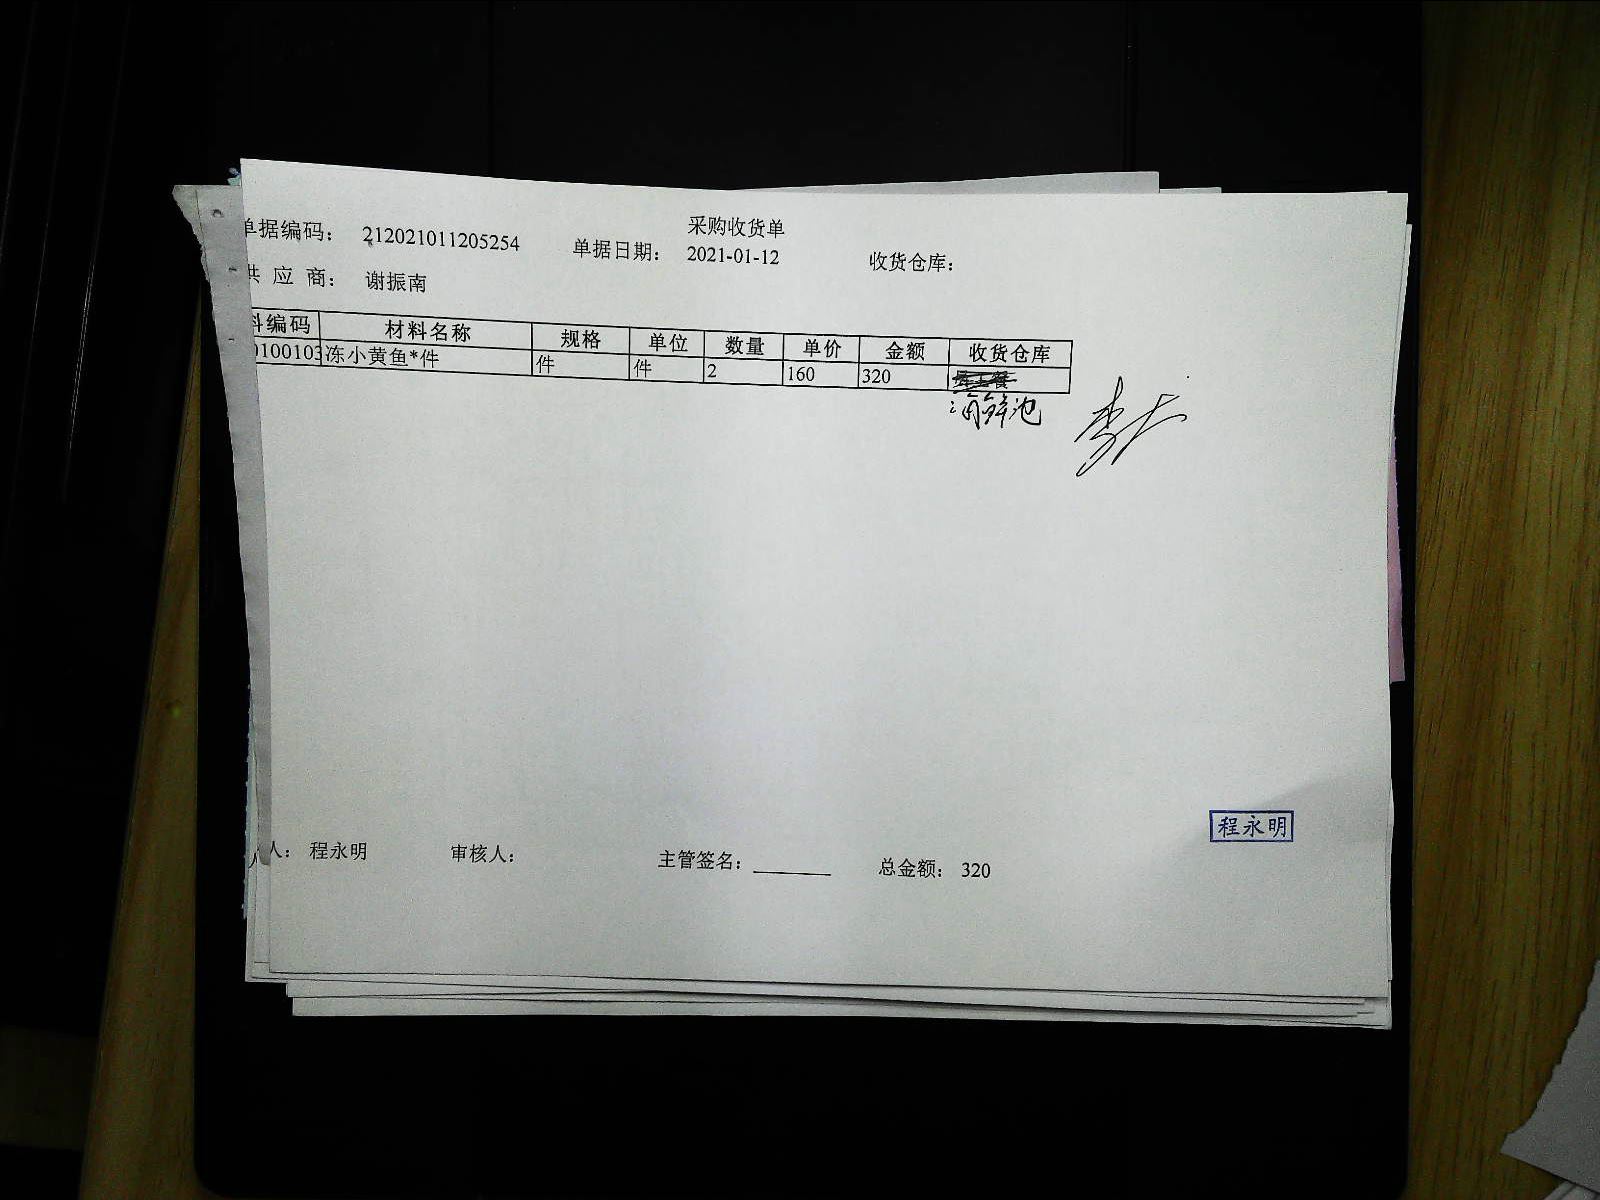 采购收货单
单据编码： 212021011205254 单据日期： 2021-01-12 收货仓库：
供 应 商： 谢振南
料编码 材料名称 规格 单位 数量 单价 金额 收货仓库
0100103 冻小黄鱼*件 件 件 2 160 320
海鲜池
程永明
人： 程永明 审核人： 主管签名： 总金额： 320